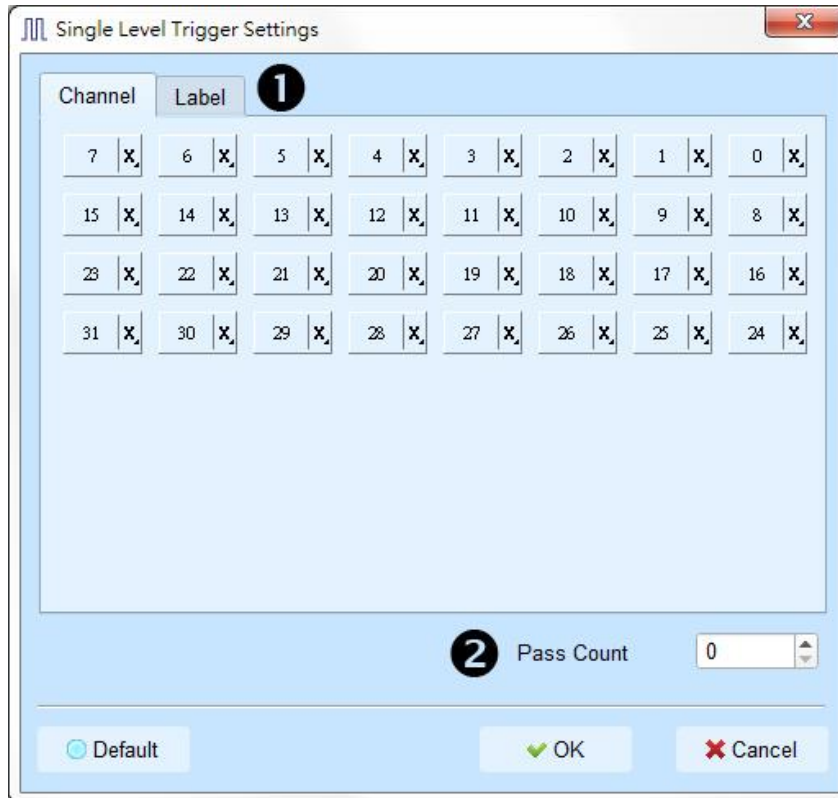 Single Level Trigger Settings
Channel Label 1
7 X 6 X 5 X 4 X 3 X 2 X 1 X 0 X
15 X 14 X 13 X 12 X 11 X 10 X 9 X 8 X
23 X 22 X 21 X 20 X 19 X 18 X 17 X 16 X
31 X 30 X 29 X 28 X 27 X 26 X 25 X 24 X
2 Pass Count 0
Default OK Cancel